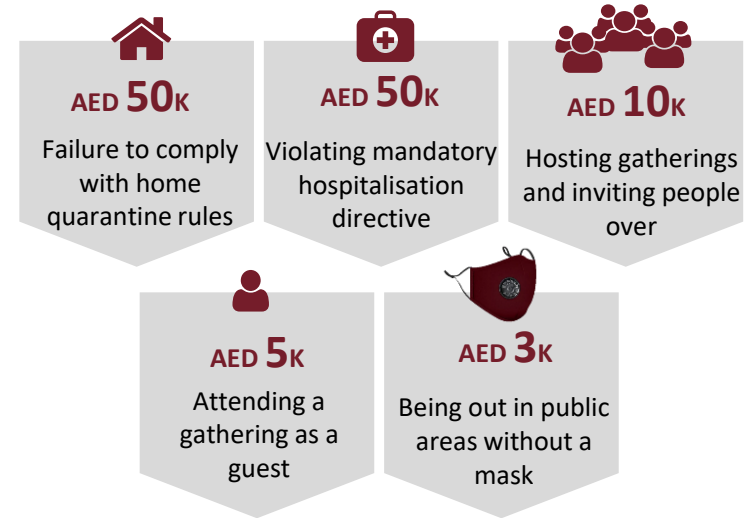 AED 50K
Failure to comply
with home
quarantine rules
AED 50K
Violating mandatory
hospitalisation
directive
AED 10K
Hosting gatherings
and inviting people
over
AED 5K
Attending a
gathering as a
guest
AED 3K
Being out in public
areas without a
mask